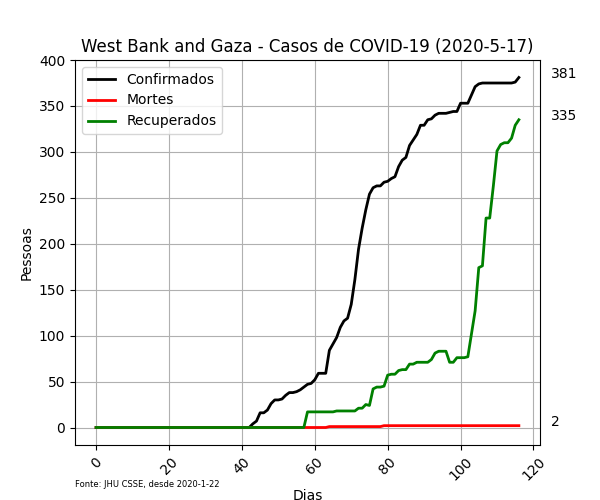 West Bank and Gaza - Casos de COVID-19 (2020-5-17)
Confirmados
Mortes
Recuperados
400
350
300
250
200
150
100
50
0
Pessoas
381
335
2
0
20
40
60
80
100
120
Fonte: JHU CSSE, desde 2020-1-22
Dias